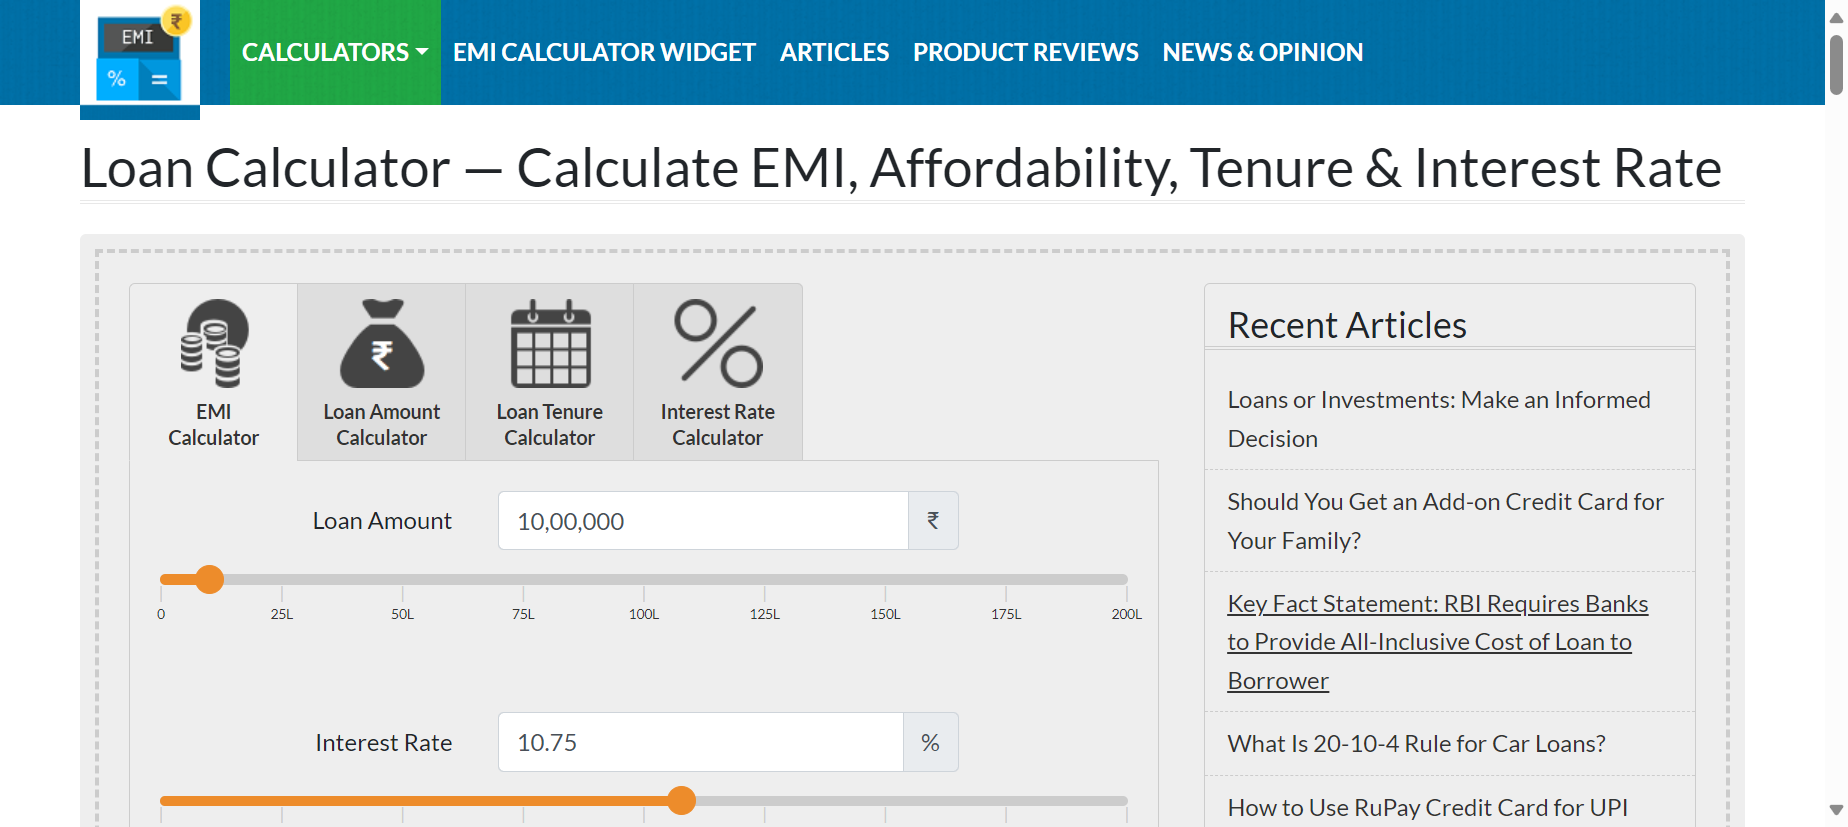 EMI
%
=
₹
CALCULATORS
EMI CALCULATOR WIDGET
ARTICLES
PRODUCT REVIEWS
NEWS & OPINION
Loan Calculator — Calculate EMI, Affordability, Tenure & Interest Rate
₹
EMI
Calculator
Loan Amount
Calculator
Loan Tenure
Calculator
Interest Rate
Calculator
Loan Amount
10,00,000
₹
0
25L
50L
75L
100L
125L
150L
175L
200L
Interest Rate
10.75
%
Recent Articles
Loans or Investments: Make an Informed
Decision
Should You Get an Add-on Credit Card for
Your Family?
Key Fact Statement: RBI Requires Banks
to Provide All-Inclusive Cost of Loan to
Borrower
What Is 20-10-4 Rule for Car Loans?
How to Use RuPay Credit Card for UPI